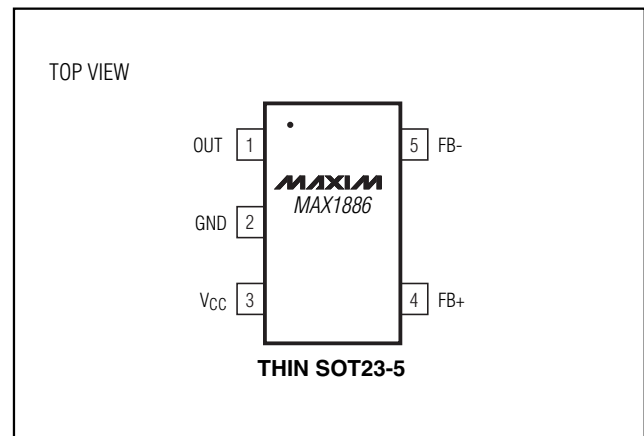 TOP VIEW
OUT 1
5 FB-
MAXIM
MAX1886
GND 2
VCC 3
4 FB+
THIN SOT23-5